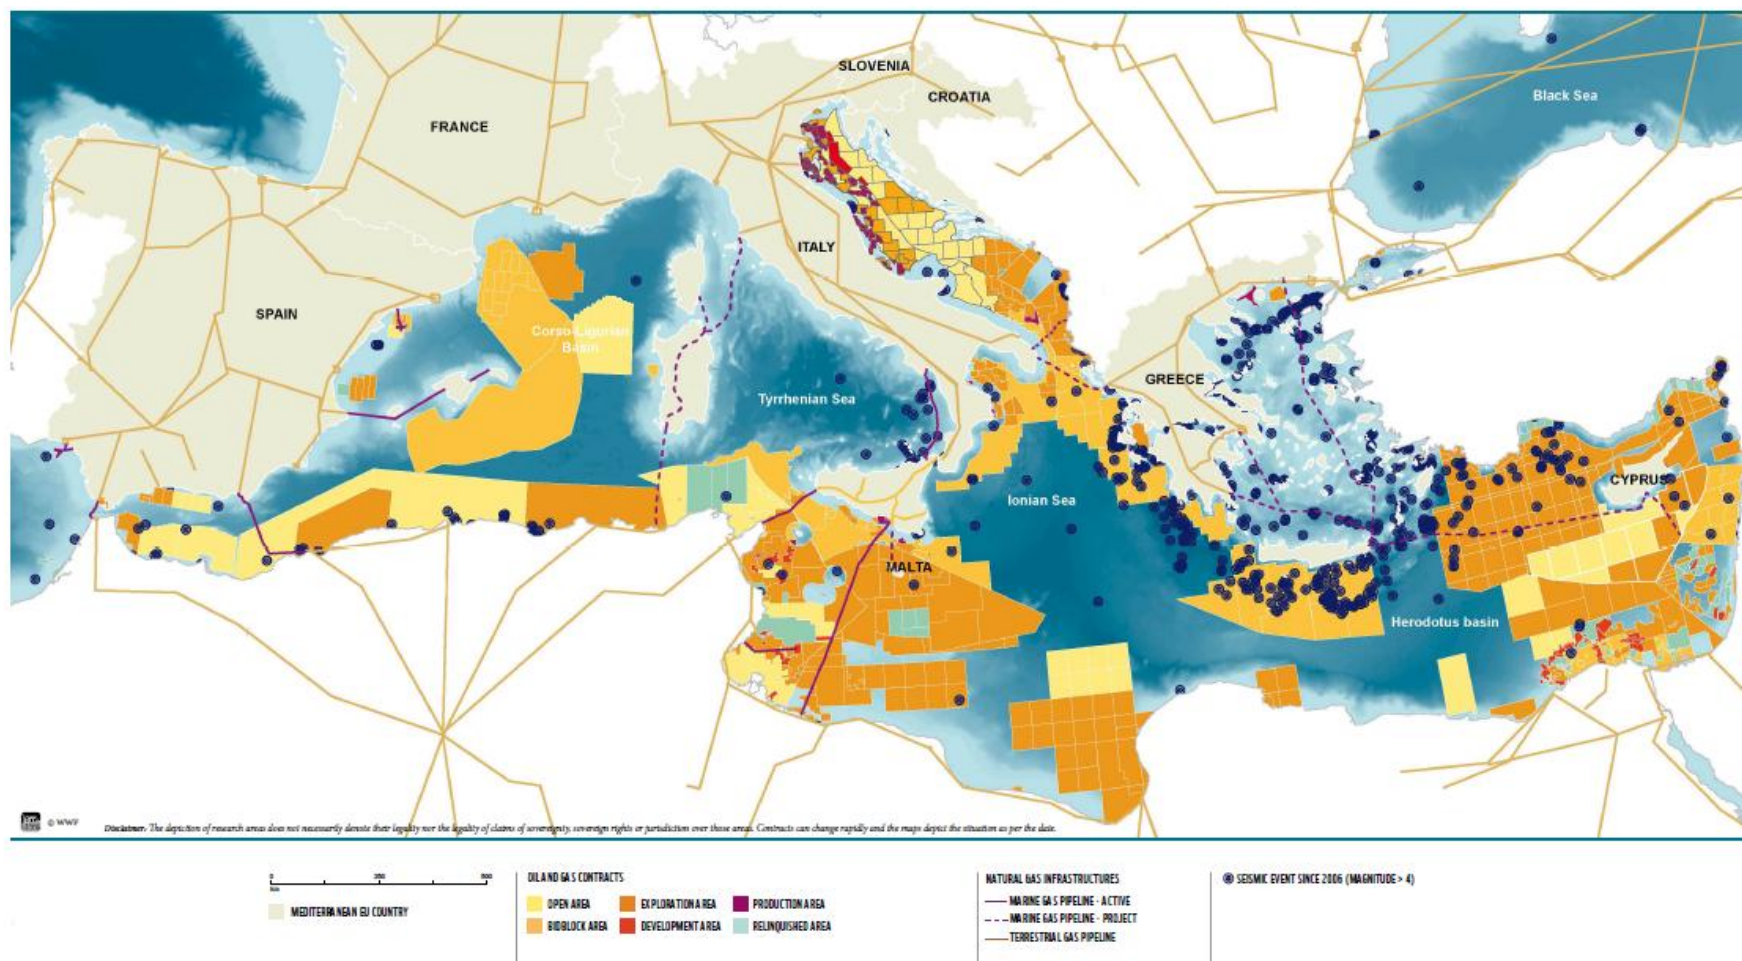 SLOVENIA
CROATIA
Black Sea
FRANCE
ITALY
SPAIN
Corso-Ligurian
Basin
GREECE
Tyrrhenian Sea
CYPRUS
Ionian Sea
MALTA
Herodotus basin
© WWF
Disclaimer: The depiction of research areas does not necessarily denote their legality nor the legality of claims of sovereignty, sovereign rights or jurisdiction over those areas. Contracts can change rapidly and the maps depict the situation as per the date.
0 250 500
Km
MEDITERRANEAN EU COUNTRY
OIL AND GAS CONTRACTS
OPEN AREA
EXPLORATION AREA
PRODUCTION AREA
BIDBLOCK AREA
DEVELOPMENT AREA
RELINQUISHED AREA
NATURAL GAS INFRASTRUCTURES
MARINE GAS PIPELINE - ACTIVE
MARINE GAS PIPELINE - PROJECT
TERRESTRIAL GAS PIPELINE
SEISMIC EVENT SINCE 2006 (MAGNITUDE > 4)